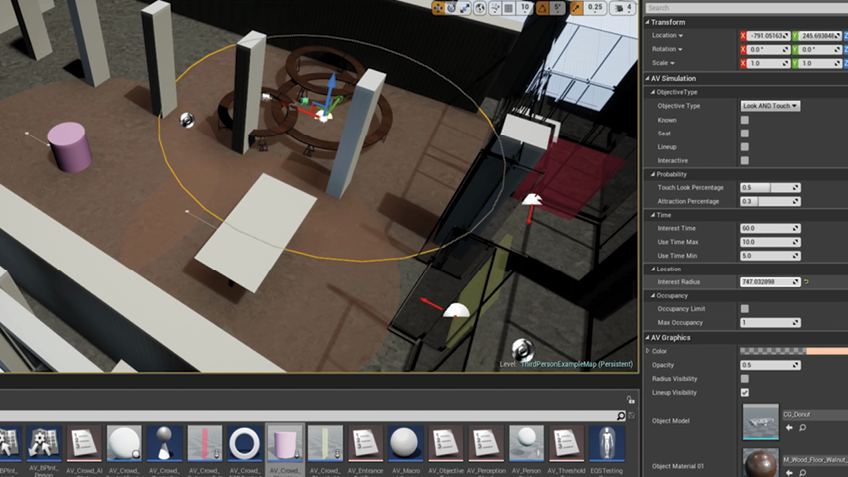 10
5°
0.25
4
Search
Transform
Location
X -791.05163
Y 245.693848
Z
Rotation
X 0.0 °
Y 0.0 °
Z
Scale
X 1.0
Y 1.0
Z
AV Simulation
ObjectiveType
Objective Type
Look AND Touch
Known
Seat
Lineup
Interactive
Probability
Touch Look Percentage
0.5
Attraction Percentage
0.3
Time
Interest Time
60.0
Use Time Max
10.0
Use Time Min
5.0
Location
Interest Radius
747.032898
Occupancy
Occupancy Limit
Max Occupancy
1
AV Graphics
Color
Opacity
0.5
Radius Visibility
Lineup Visibility
Object Model
CG_Donut
Object Material 01
M_Wood_Floor_Walnut_
Level: ThirdPersonExampleMap (Persistent)
AV_BPInt_
Person
AV_Crowd_AI
AV_Crowd_
AV_Crowd_
AV_Crowd_
AV_Crowd_
AV_Crowd_
AV_Crowd_
AV_Entrance
AV_Macro
AV_Objective
AV_Perception
AV_Person
AV_Threshold
EQSTesting